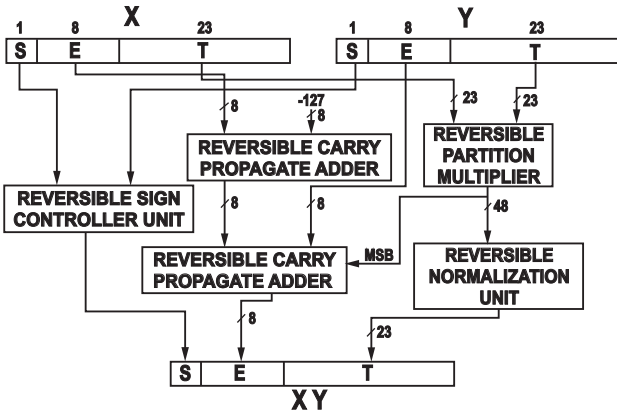 X
Y
1 8 23
1 8 23
S E T
S E T
8
-127
8
23
23
REVERSIBLE CARRY
PROPAGATE ADDER
REVERSIBLE
PARTITION
MULTIPLIER
REVERSIBLE SIGN
CONTROLLER UNIT
8
8
48
REVERSIBLE CARRY
PROPAGATE ADDER
MSB
REVERSIBLE
NORMALIZATION
UNIT
8
23
S E T
X Y